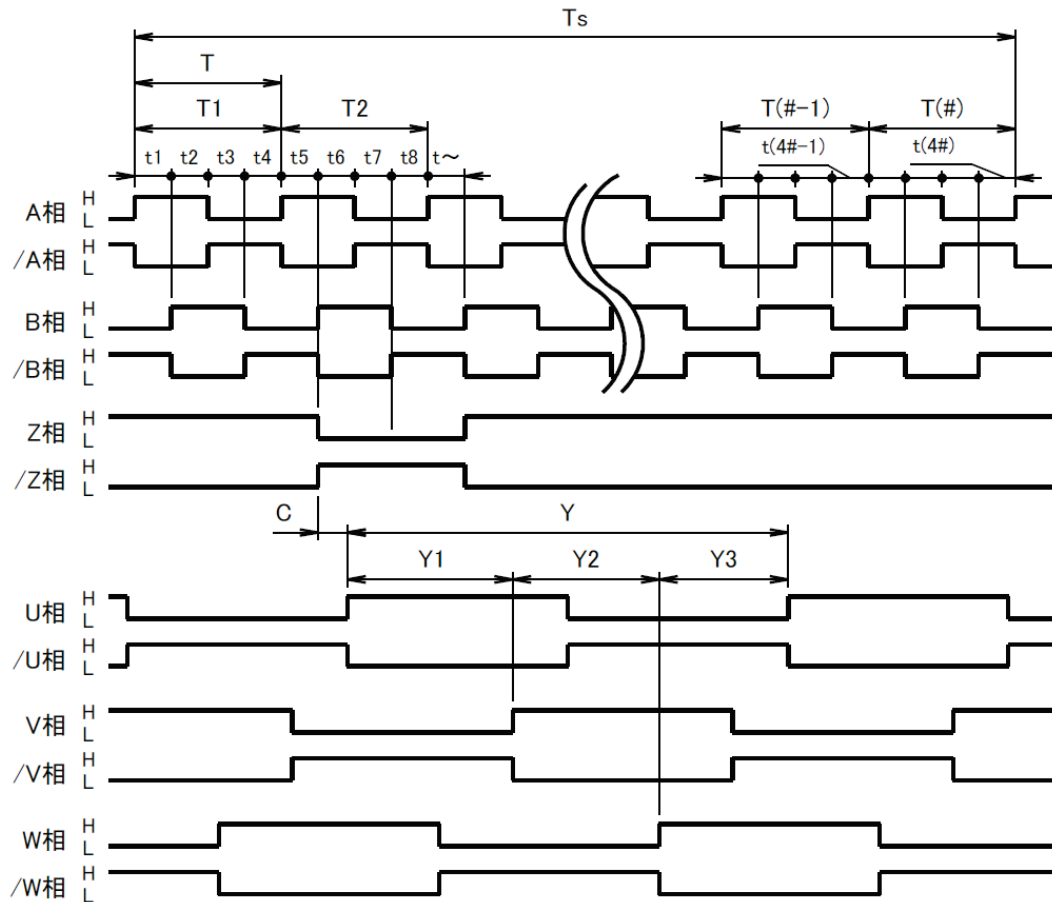 Ts
T
T1 T2 T(#-1) T(#)
t1 t2 t3 t4 t5 t6 t7 t8 t～ t(4#-1) t(4#)
A相 H
L
/A相 H
L
B相 H
L
/B相 H
L
Z相 H
L
/Z相 H
L
C Y
Y1 Y2 Y3
U相 H
L
/U相 H
L
V相 H
L
/V相 H
L
W相 H
L
/W相 H
L